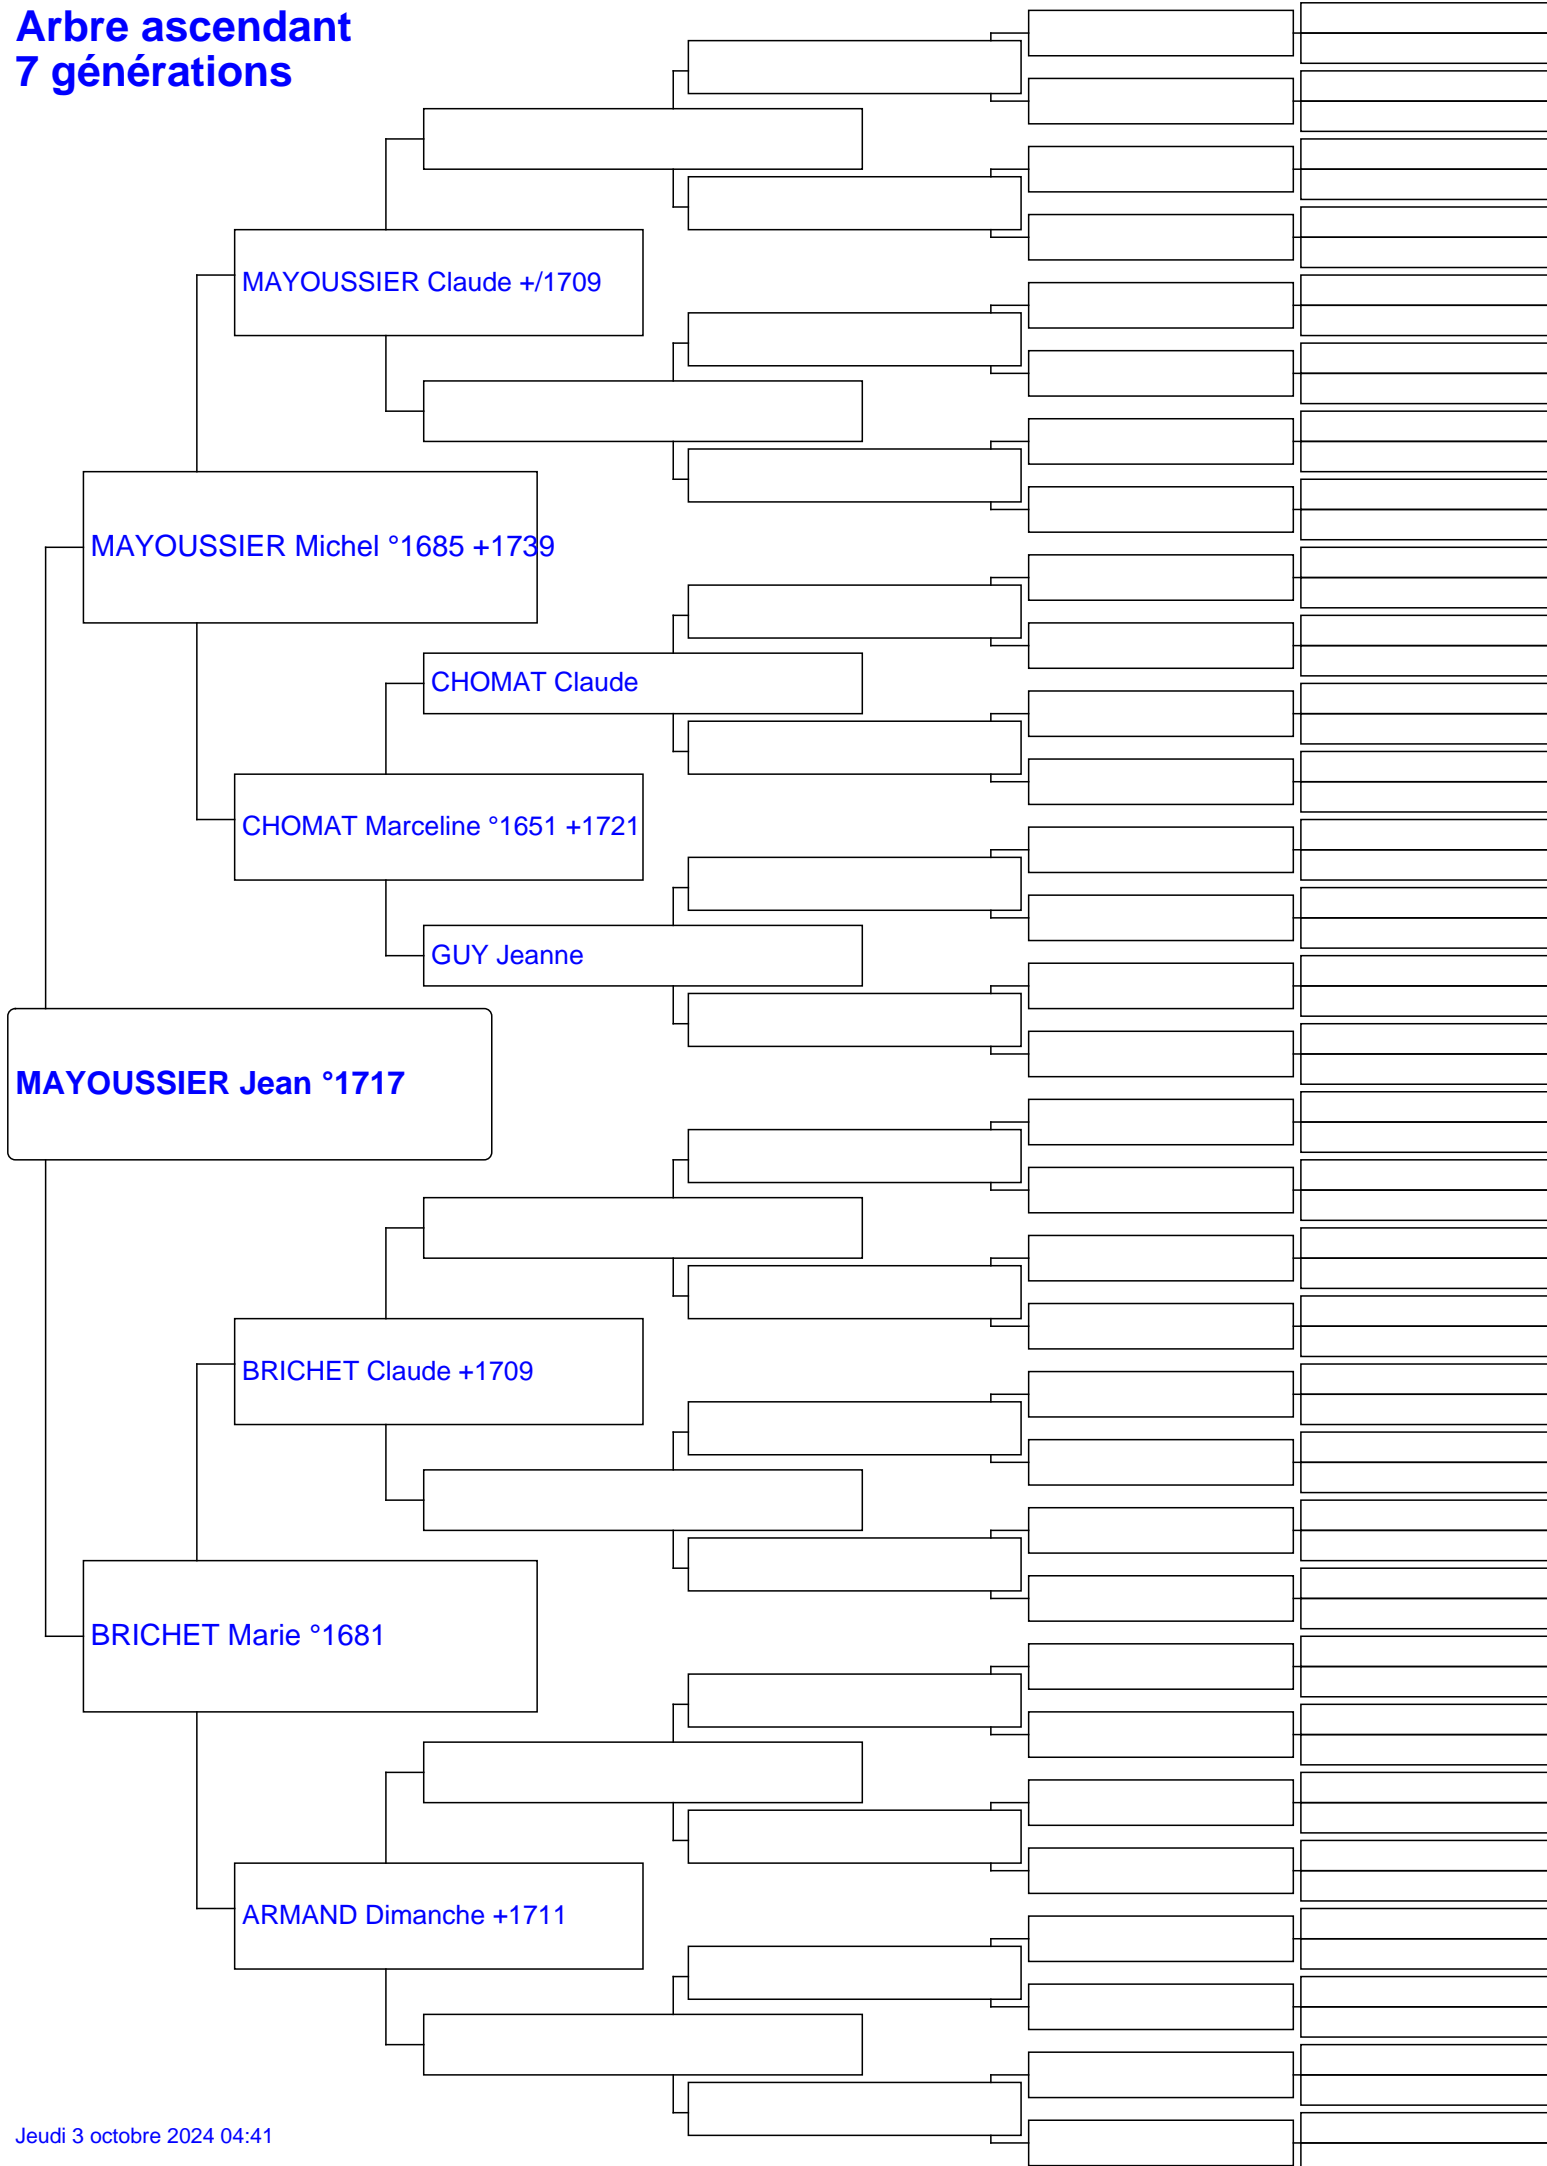 Arbre ascendant
7 générations
MAYOUSSIER Claude +/1709
MAYOUSSIER Michel °1685 +1739
CHOMAT Claude
CHOMAT Marceline °1651 +1721
GUY Jeanne
MAYOUSSIER Jean °1717
BRICHET Claude +1709
BRICHET Marie °1681
ARMAND Dimanche +1711
Jeudi 3 octobre 2024 04:41